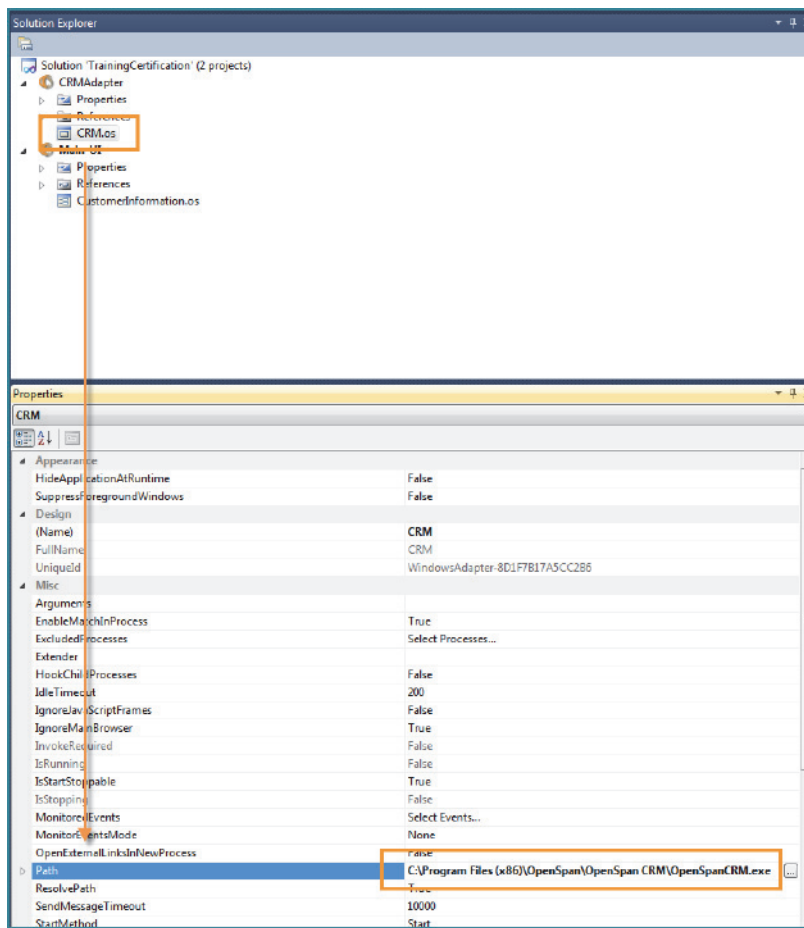 Solution Explorer
Solution 'TrainingCertification' (2 projects)
CRMAdapter
Properties
References
CRM.os
Main UI
Properties
References
CustomerInformation.os
Properties
CRM
Appearance
HideApplicationAtRuntime False
SuppressForegroundWindows False
Design
(Name) CRM
FullName CRM
UniqueId WindowsAdapter-8D1F7B17A5CC2B6
Misc
Arguments
EnableMatchInProcess True
ExcludedProcesses Select Processes...
Extender
HookChildProcesses False
IdleTimeout 200
IgnoreJavaScriptFrames False
IgnoreMainBrowser True
InvokeRequired False
IsRunning False
IsStartStoppable True
IsStopping False
MonitoredEvents Select Events...
MonitorEventsMode None
OpenExternalLinksInNewProcess False
Path C:\Program Files (x86)\OpenSpan\OpenSpan CRM\OpenSpanCRM.exe ...
ResolvePath True
SendMessageTimeout 10000
StartMethod Start